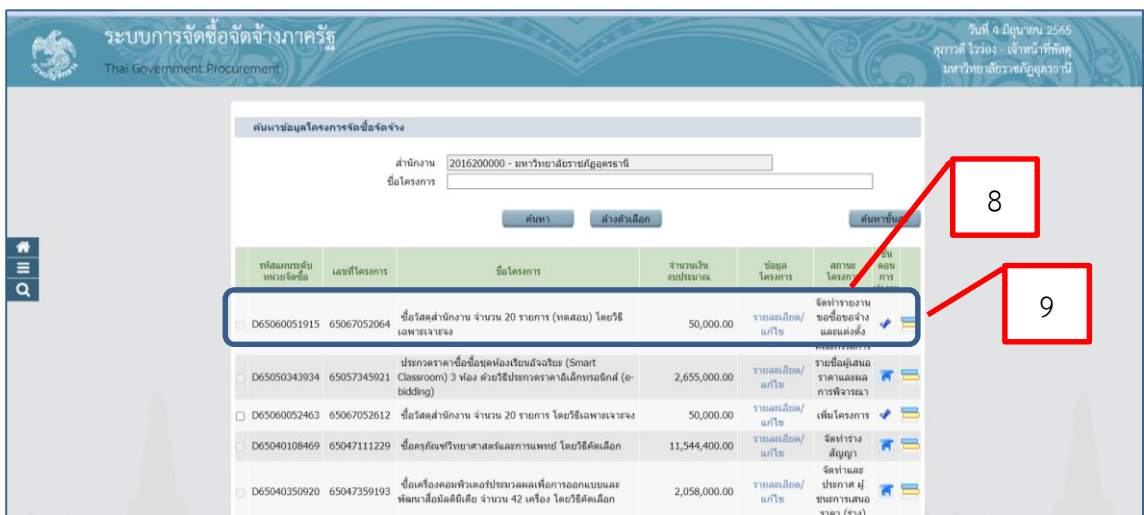 ระบบการจัดซื้อจัดจ้างภาครัฐ
Thai Government Procurement
วันที่ 4 มิถุนายน 2565
สุภาวดี ไวว่อง - เจ้าหน้าที่พัสดุ
มหาวิทยาลัยราชภัฏอุดรธานี
ค้นหาข้อมูลโครงการจัดซื้อจัดจ้าง
สำนักงาน 2016200000 - มหาวิทยาลัยราชภัฏอุดรธานี
ชื่อโครงการ
ค้นหา ล้างตัวเลือก ค้นหาขั้นสูง
8
9
รหัสแผนระดับ
หน่วยจัดซื้อ
เลขที่โครงการ
ชื่อโครงการ
จำนวนเงิน
งบประมาณ
ข้อมูล
โครงการ
สถานะ
โครงการ
ขั้น
ตอน
การ
D65060051915 65067052064
ซื้อวัสดุสำนักงาน จำนวน 20 รายการ (ทดสอบ) โดยวิธี
เฉพาะเจาะจง
50,000.00
รายละเอียด/
แก้ไข
จัดทำรายงาน
ขอซื้อขอจ้าง
และแต่งตั้ง
คณะกรรมการ
D65050343934 65057345921
ประกวดราคาซื้อซื้อชุดห้องเรียนอัจฉริยะ (Smart
Classroom) 3 ห้อง ด้วยวิธีประกวดราคาอิเล็กทรอนิกส์ (e-
bidding)
2,655,000.00
รายละเอียด/
แก้ไข
รายชื่อผู้เสนอ
ราคาและผล
การพิจารณา
D65060052463 65067052612
ซื้อวัสดุสำนักงาน จำนวน 20 รายการ โดยวิธีเฉพาะเจาะจง
50,000.00
รายละเอียด/
แก้ไข
เพิ่มโครงการ
D65040108469 65047111229
ซื้อครุภัณฑ์วิทยาศาสตร์และการแพทย์ โดยวิธีคัดเลือก
11,544,400.00
รายละเอียด/
แก้ไข
จัดทำร่าง
สัญญา
D65040350920 65047359193
ซื้อเครื่องคอมพิวเตอร์ประมวลผลเพื่อการออกแบบและ
พัฒนาสื่อมัลติมีเดีย จำนวน 42 เครื่อง โดยวิธีคัดเลือก
2,058,000.00
รายละเอียด/
แก้ไข
จัดทำและ
ประกาศ ผู้
ชนะการเสนอ
ราคา (ร่าง)